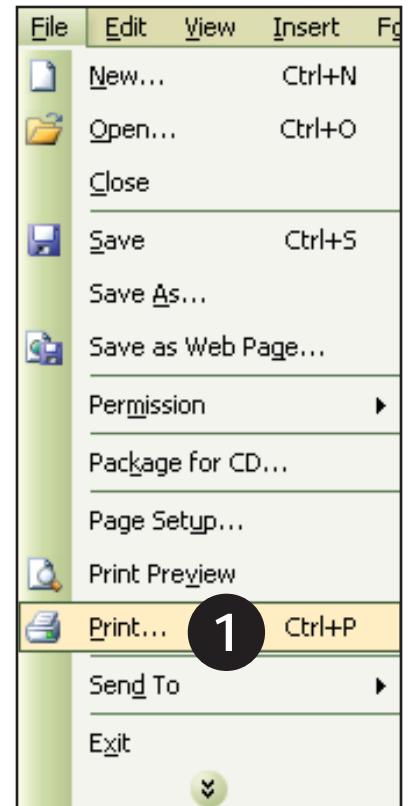 File Edit View Insert
New... Ctrl+N
Open... Ctrl+O
Close
Save Ctrl+S
Save As...
Save as Web Page...
Permission
Package for CD...
Page Setup...
Print Preview
Print... 1 Ctrl+P
Send To
Exit